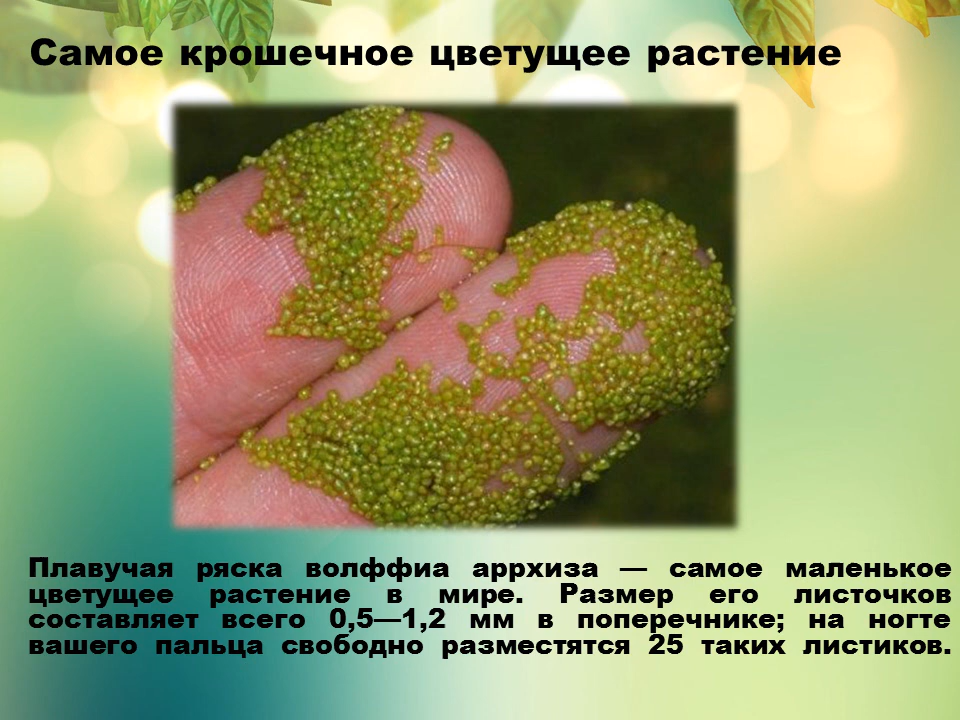 Самое крошечное цветущее растение
Плавучая ряска волффиа аррхиза — самое маленькое
цветущее растение в мире. Размер его листочков
составляет всего 0,5—1,2 мм в поперечнике; на ногте
вашего пальца свободно разместятся 25 таких листиков.